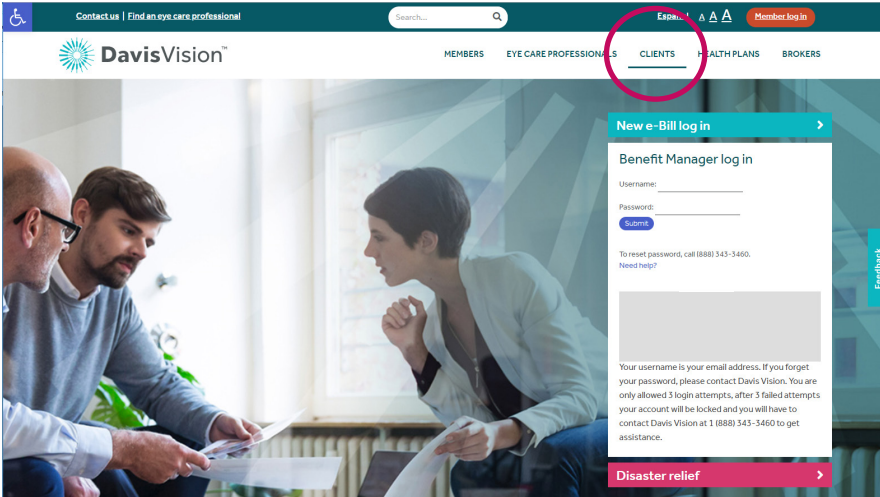 Contact us | Find an eye care professional
Search...
Español A A A
Member log in
DavisVision™
MEMBERS EYE CARE PROFESSIONALS CLIENTS HEALTH PLANS BROKERS
New e-Bill log in
Benefit Manager log in
Username:
Password:
Submit
To reset password, call (888) 343-3460.
Need help?
Feedback
Your username is your email address. If you forget
your password, please contact Davis Vision. You are
only allowed 3 login attempts, after 3 failed attempts
your account will be locked and you will have to
contact Davis Vision at 1 (888) 343-3460 to get
assistance.
Disaster relief